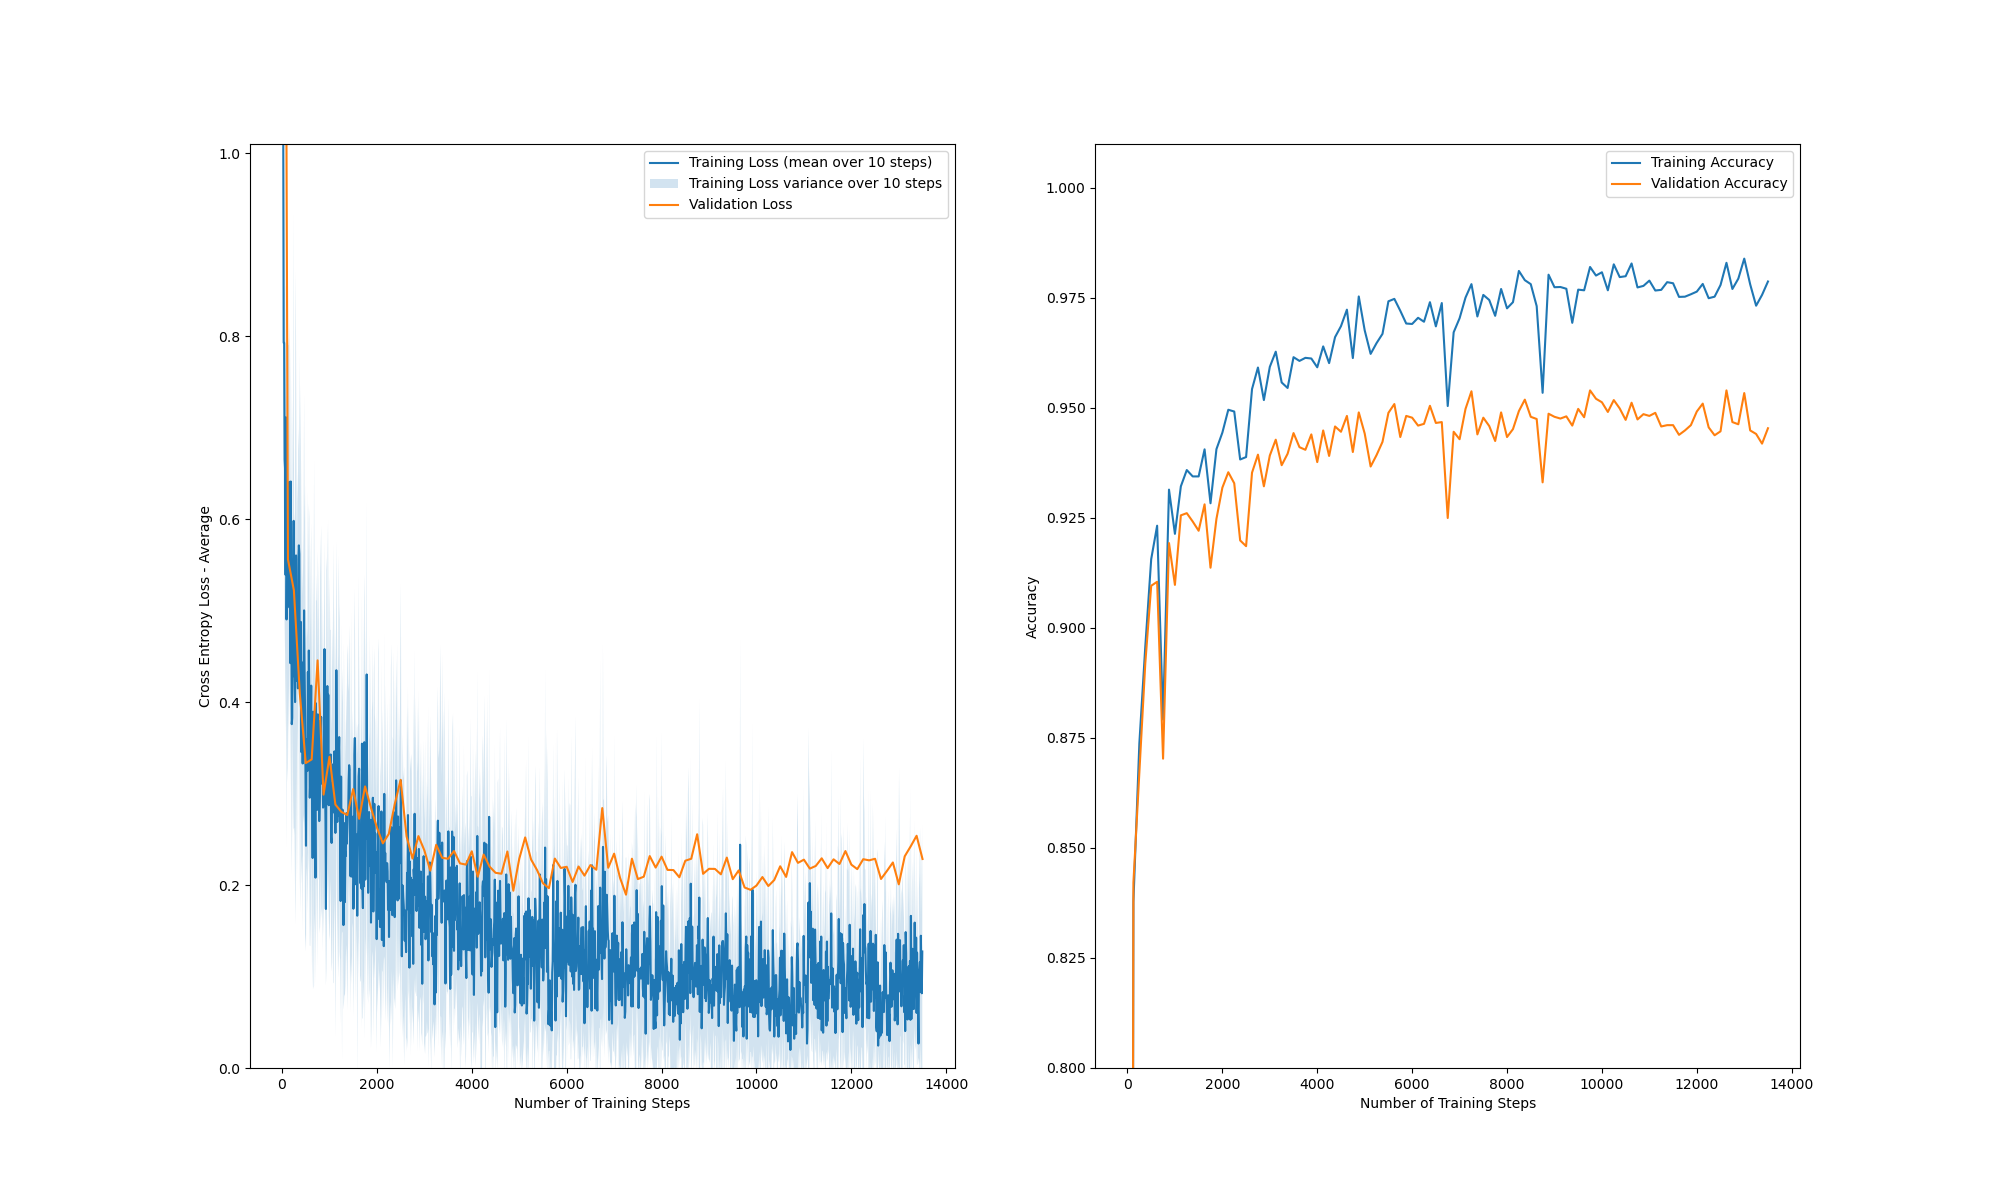 Training Loss (mean over 10 steps)
Training Loss variance over 10 steps
Validation Loss
1.0
0.8
0.6
0.4
0.2
0.0
Cross Entropy Loss - Average
0 2000 4000 6000 8000 10000 12000 14000
Number of Training Steps
Training Accuracy
Validation Accuracy
1.000
0.975
0.950
0.925
0.900
0.875
0.850
0.825
0.800
Accuracy
0 2000 4000 6000 8000 10000 12000 14000
Number of Training Steps